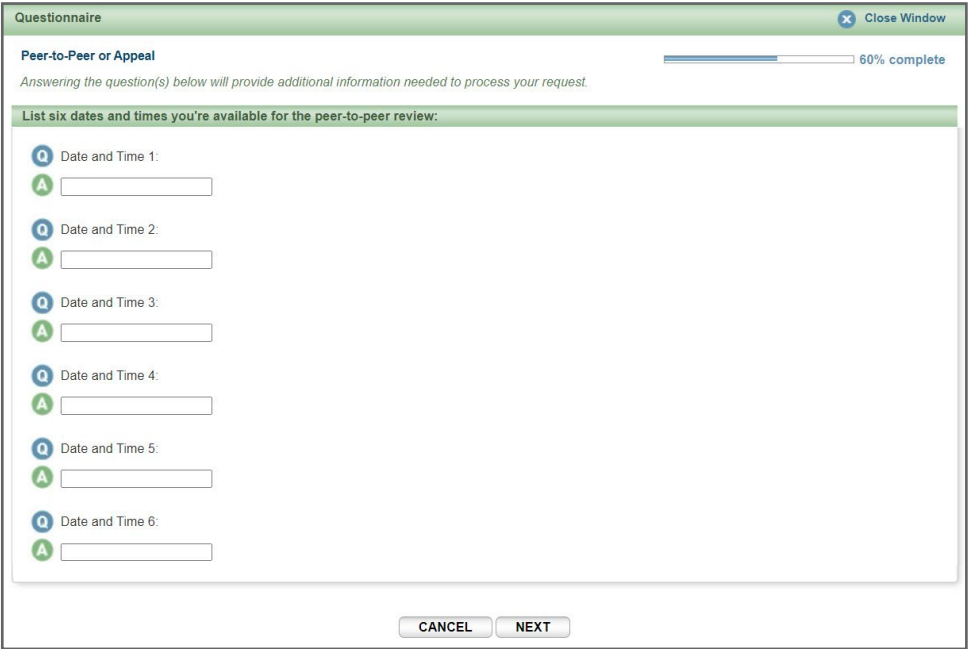 Questionnaire
Close Window
Peer-to-Peer or Appeal
60% complete
Answering the question(s) below will provide additional information needed to process your request.
List six dates and times you're available for the peer-to-peer review:
Q Date and Time 1:
A
Q Date and Time 2:
A
Q Date and Time 3:
A
Q Date and Time 4:
A
Q Date and Time 5:
A
Q Date and Time 6:
A
CANCEL NEXT